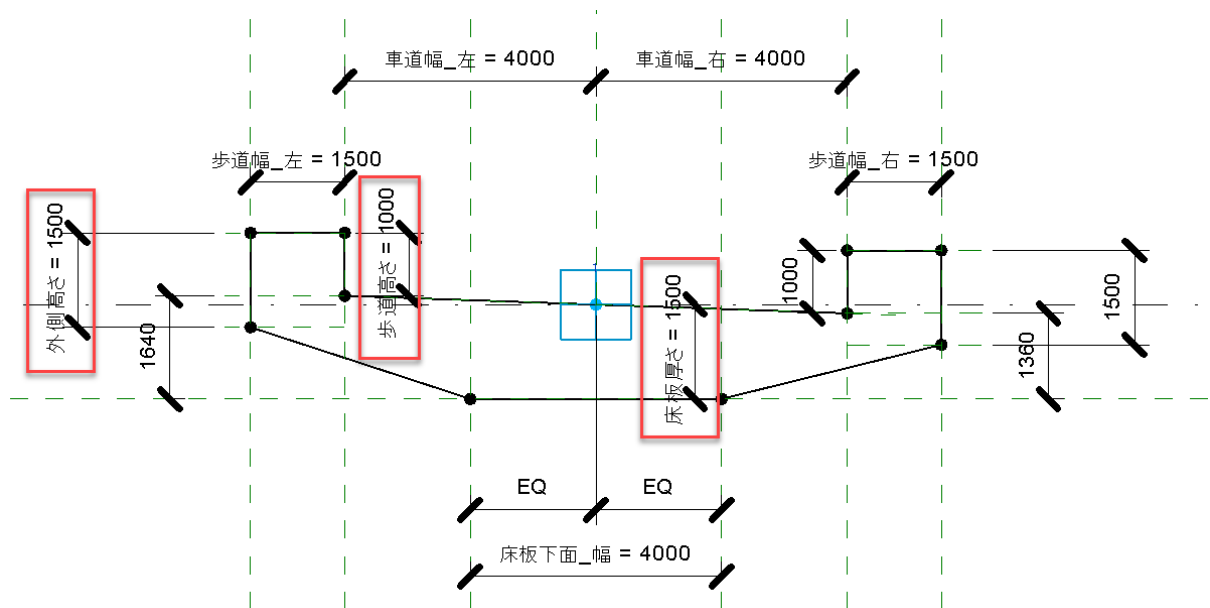 車道幅_左 = 4000
車道幅_右 = 4000
歩道幅_左 = 1500
歩道幅_右 = 1500
外側高さ = 1500
歩道高さ = 1000
床板厚さ = 1500
1000
1500
1640
1360
EQ
EQ
床板下面_幅 = 4000